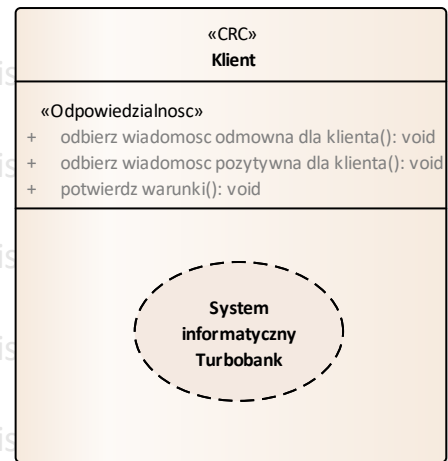 «CRC»
Klient
«Odpowiedzialnosc»
+ odbierz wiadomosc odmowna dla klienta(): void
+ odbierz wiadomosc pozytywna dla klienta(): void
+ potwierdz warunki(): void
System
informatyczny
Turbobank